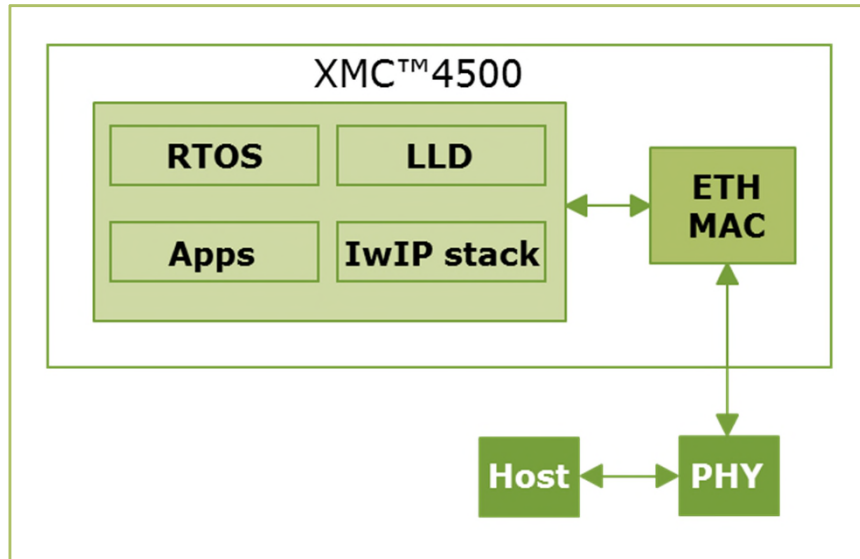 XMC™4500
RTOS
LLD
Apps
IwIP stack
ETH
MAC
Host
PHY